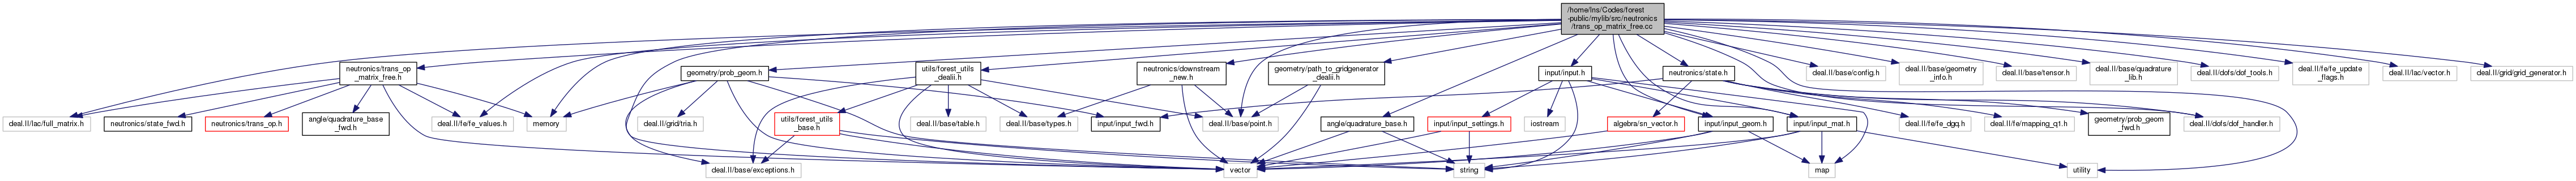 /home/lns/Codes/forest
-public/mylib/src/neutronics
/trans_op_matrix_free.cc
neutronics/trans_op
_matrix_free.h
geometry/prob_geom.h
utils/forest_utils
_dealii.h
neutronics/downstream
_new.h
geometry/path_to_gridgenerator
_dealii.h
input/input.h
neutronics/state.h
deal.II/base/config.h
deal.II/base/geometry
_info.h
deal.II/base/tensor.h
deal.II/base/quadrature
_lib.h
deal.II/dofs/dof_tools.h
deal.II/fe/fe_update
_flags.h
deal.II/lac/vector.h
deal.II/grid/grid_generator.h
deal.II/lac/full_matrix.h
neutronics/state_fwd.h
neutronics/trans_op.h
angle/quadrature_base
_fwd.h
deal.II/fe/fe_values.h
memory
deal.II/grid/tria.h
utils/forest_utils
_base.h
deal.II/base/table.h
deal.II/base/types.h
input/input_fwd.h
deal.II/base/point.h
angle/quadrature_base.h
input/input_settings.h
iostream
algebra/sn_vector.h
input/input_geom.h
input/input_mat.h
deal.II/fe/fe_dgq.h
deal.II/fe/mapping_q1.h
geometry/prob_geom
_fwd.h
deal.II/dofs/dof_handler.h
deal.II/base/exceptions.h
vector
string
map
utility